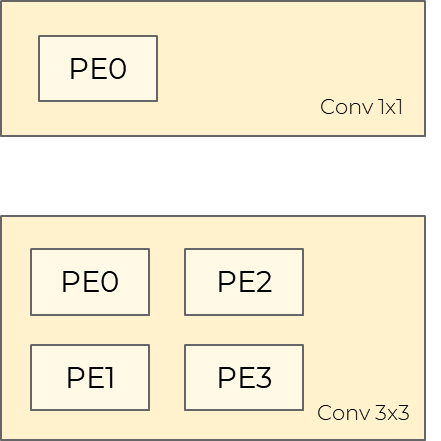 PE0
Conv 1x1
PE0
PE2
PE1
PE3
Conv 3x3